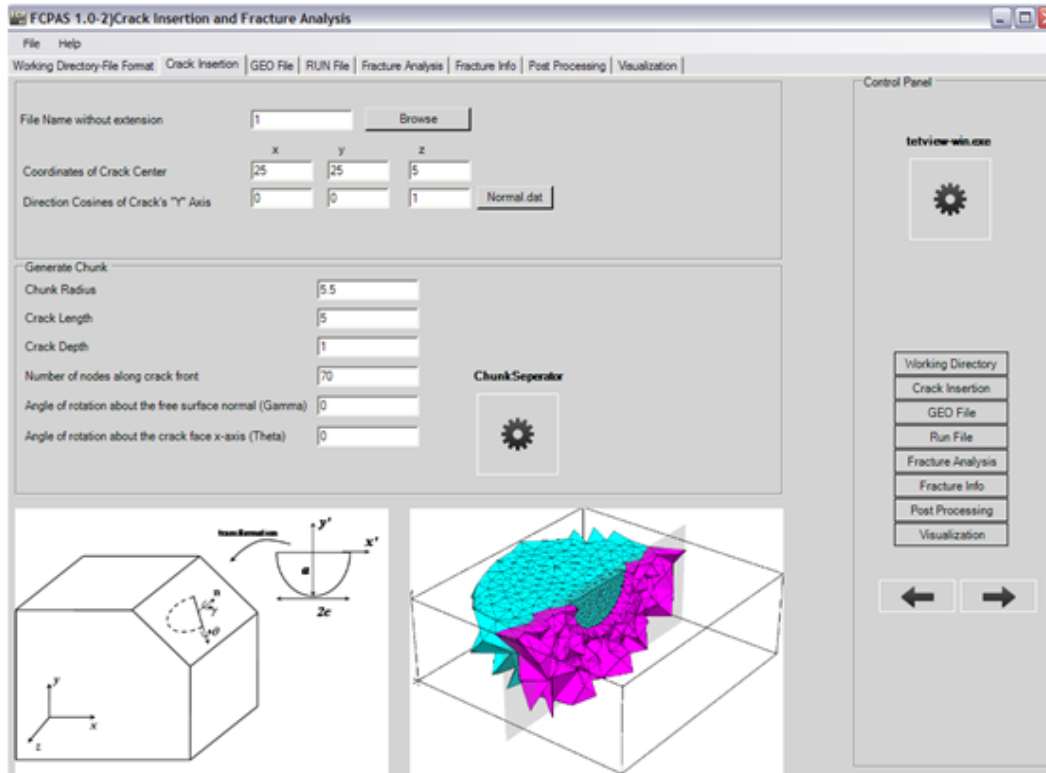 FCPAS 1.0-2)Crack Insertion and Fracture Analysis
File Help
Working Directory-File Format Crack Insertion GEO File RUN File Fracture Analysis Fracture Info Post Processing Visualization
Control Panel
File Name without extension 1 Browse
x y z
Coordinates of Crack Center 25 25 5
Direction Cosines of Crack's "Y" Axis 0 0 1 Normal.dat
tetview-win.exe
Generate Chunk
Chunk Radius 5.5
Crack Length 5
Crack Depth 1
Number of nodes along crack front 70
ChunkSeperator
Angle of rotation about the free surface normal (Gamma) 0
Angle of rotation about the crack face x-axis (Theta) 0
Working Directory
Crack Insertion
GEO File
Run File
Fracture Analysis
Fracture Info
Post Processing
Visualization
y'
x'
a
2c
n
γ
θ
y
x
z